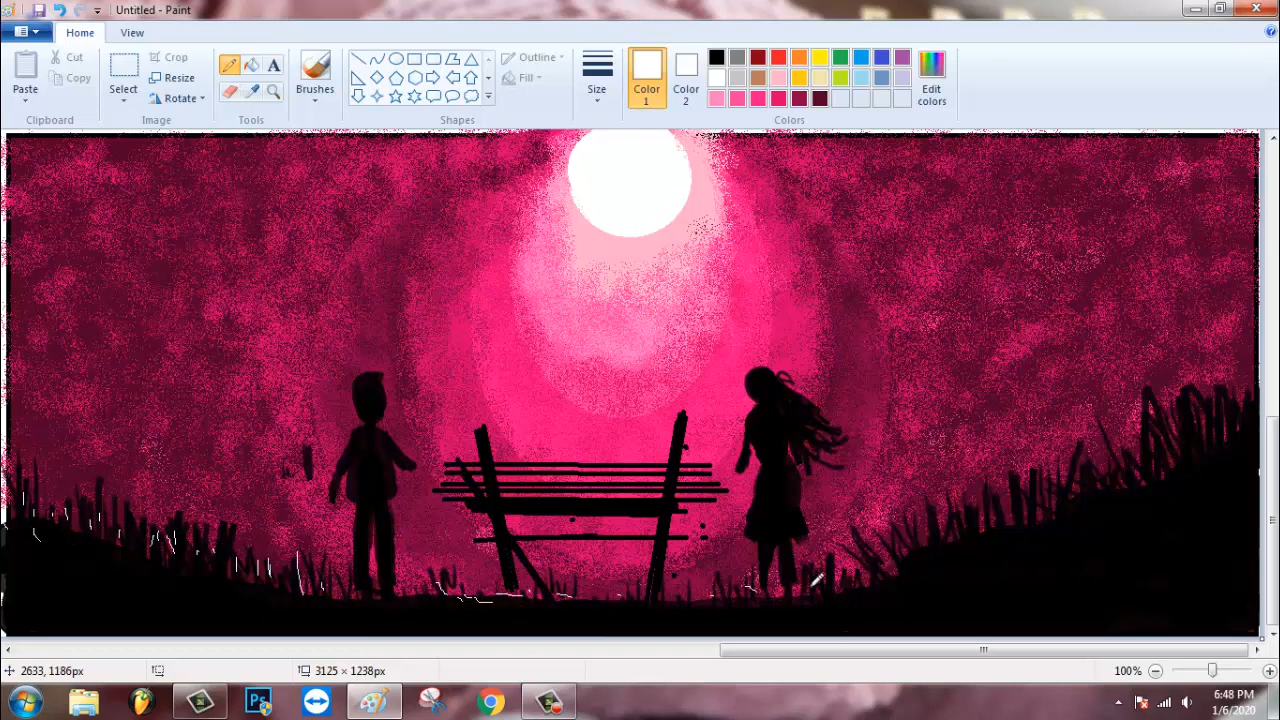 Untitled - Paint
Home View
Paste
Cut
Copy
Clipboard
Select
Crop
Resize
Rotate
Image
A
Tools
Brushes
Outline
Fill
Shapes
Size
Color 1
Color 2
Edit colors
Colors
2633, 1186px
3125 × 1238px
100%
Ps
6:48 PM
1/6/2020